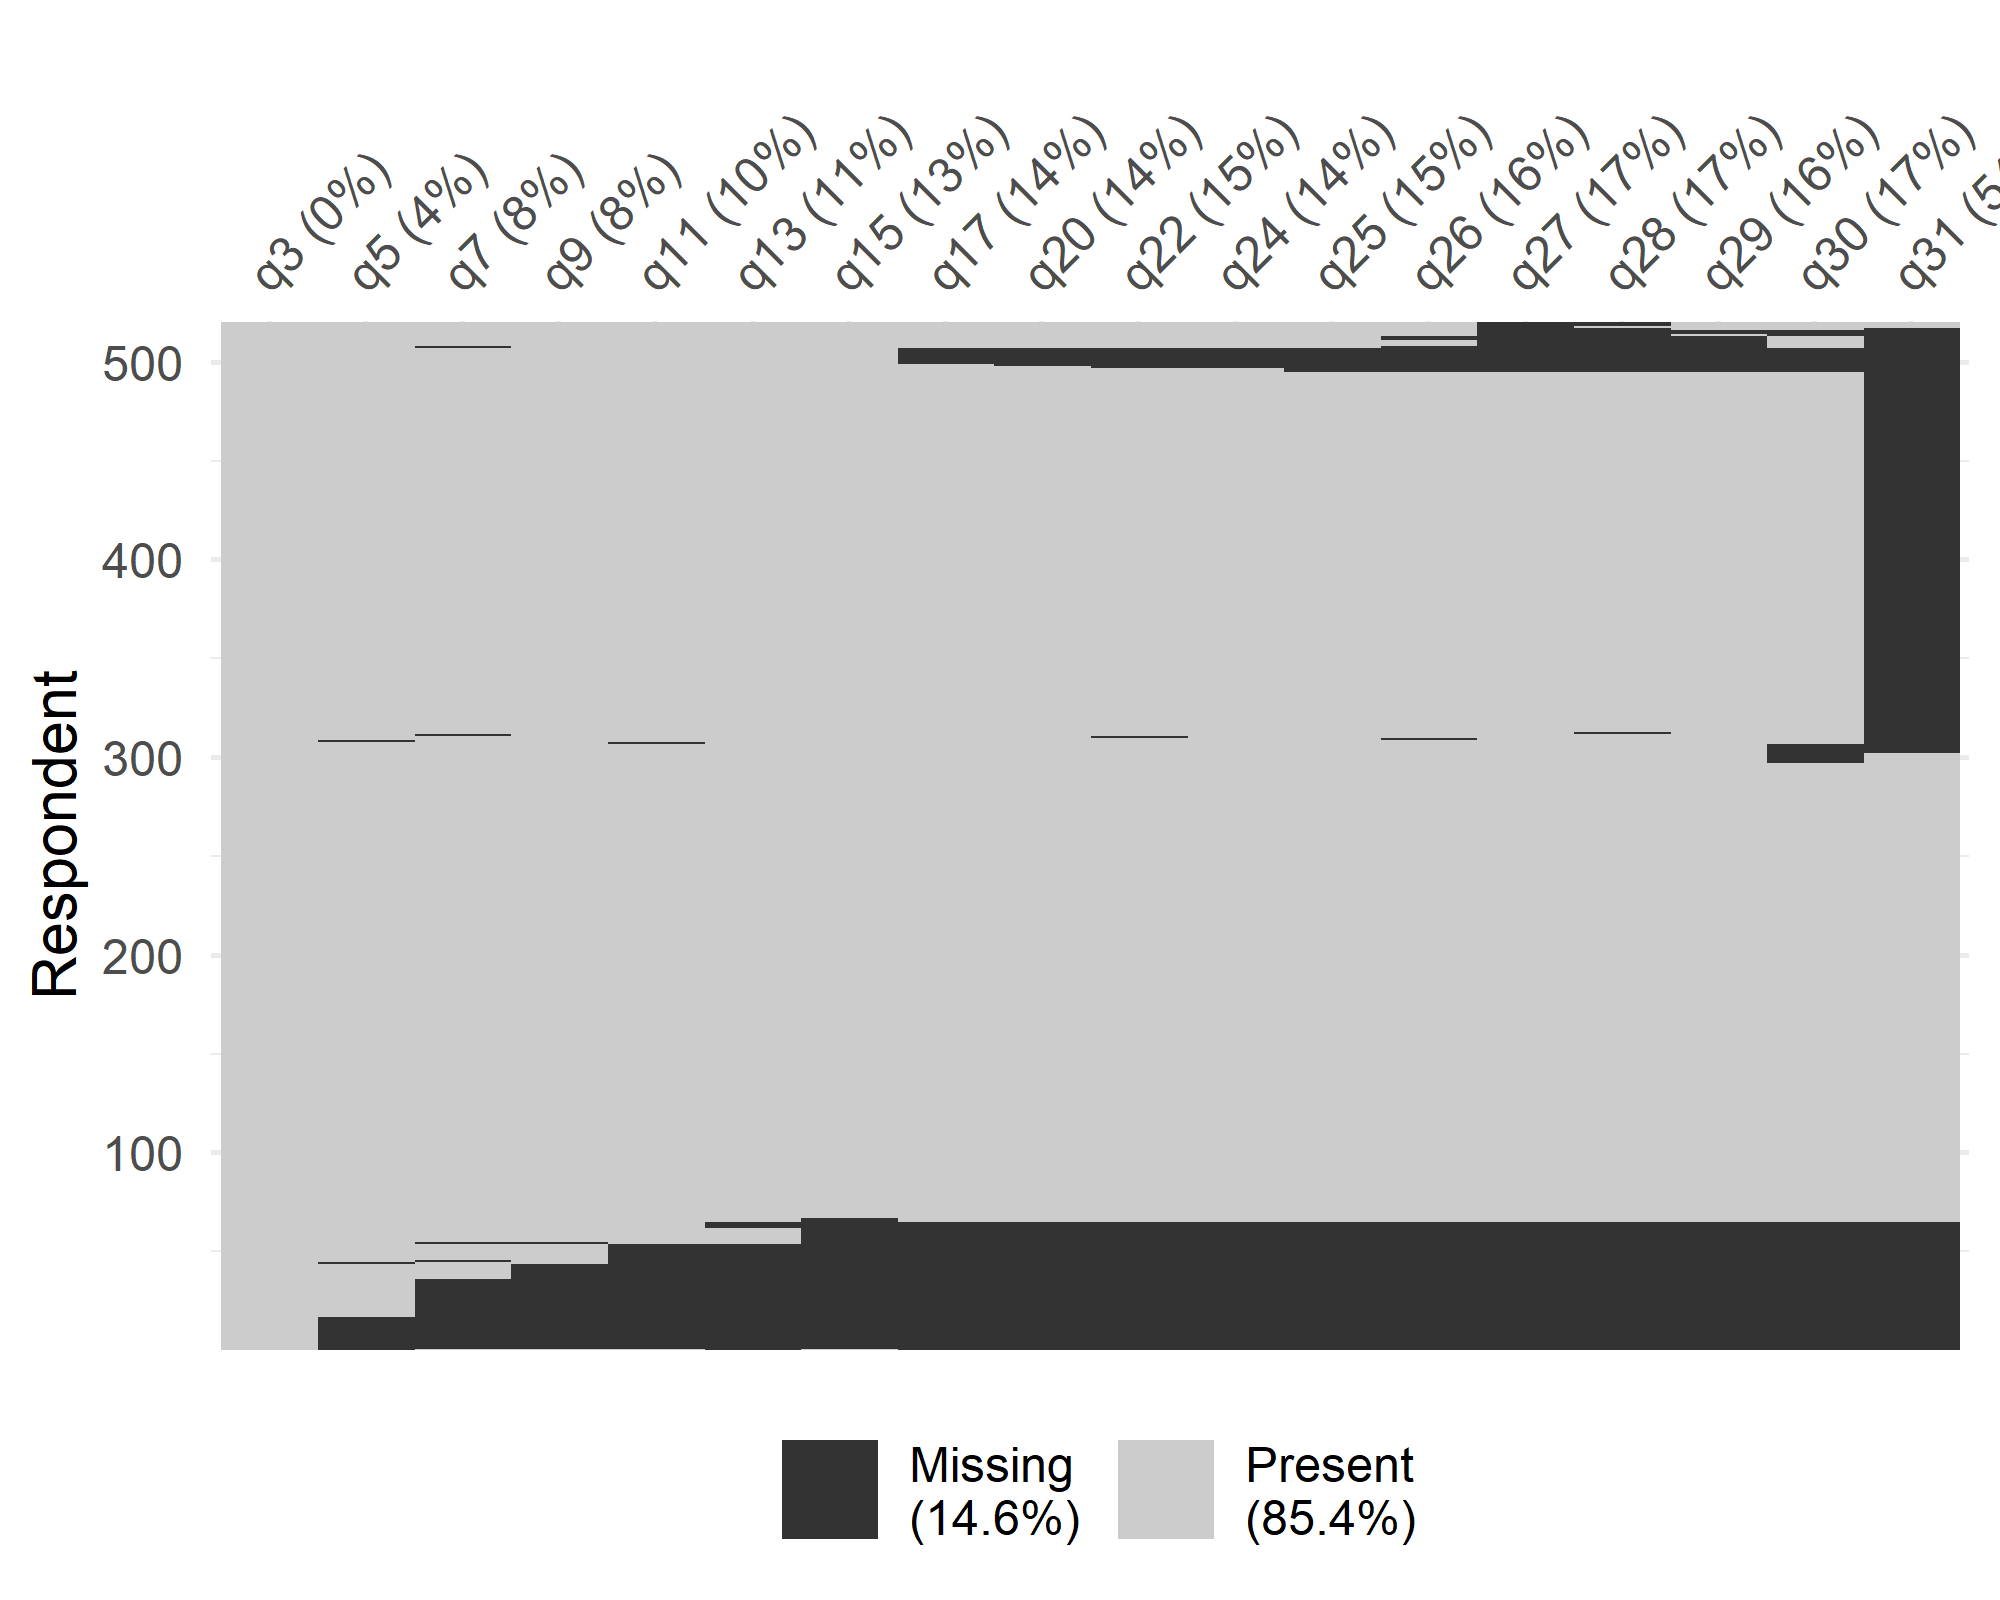 q3 (0%)
q5 (4%)
q7 (8%)
q9 (8%)
q11 (10%)
q13 (11%)
q15 (13%)
q17 (14%)
q20 (14%)
q22 (15%)
q24 (14%)
q25 (15%)
q26 (16%)
q27 (17%)
q28 (17%)
q29 (16%)
q30 (17%)
q31
500
400
300
200
100
Respondent
Missing
(14.6%)
Present
(85.4%)